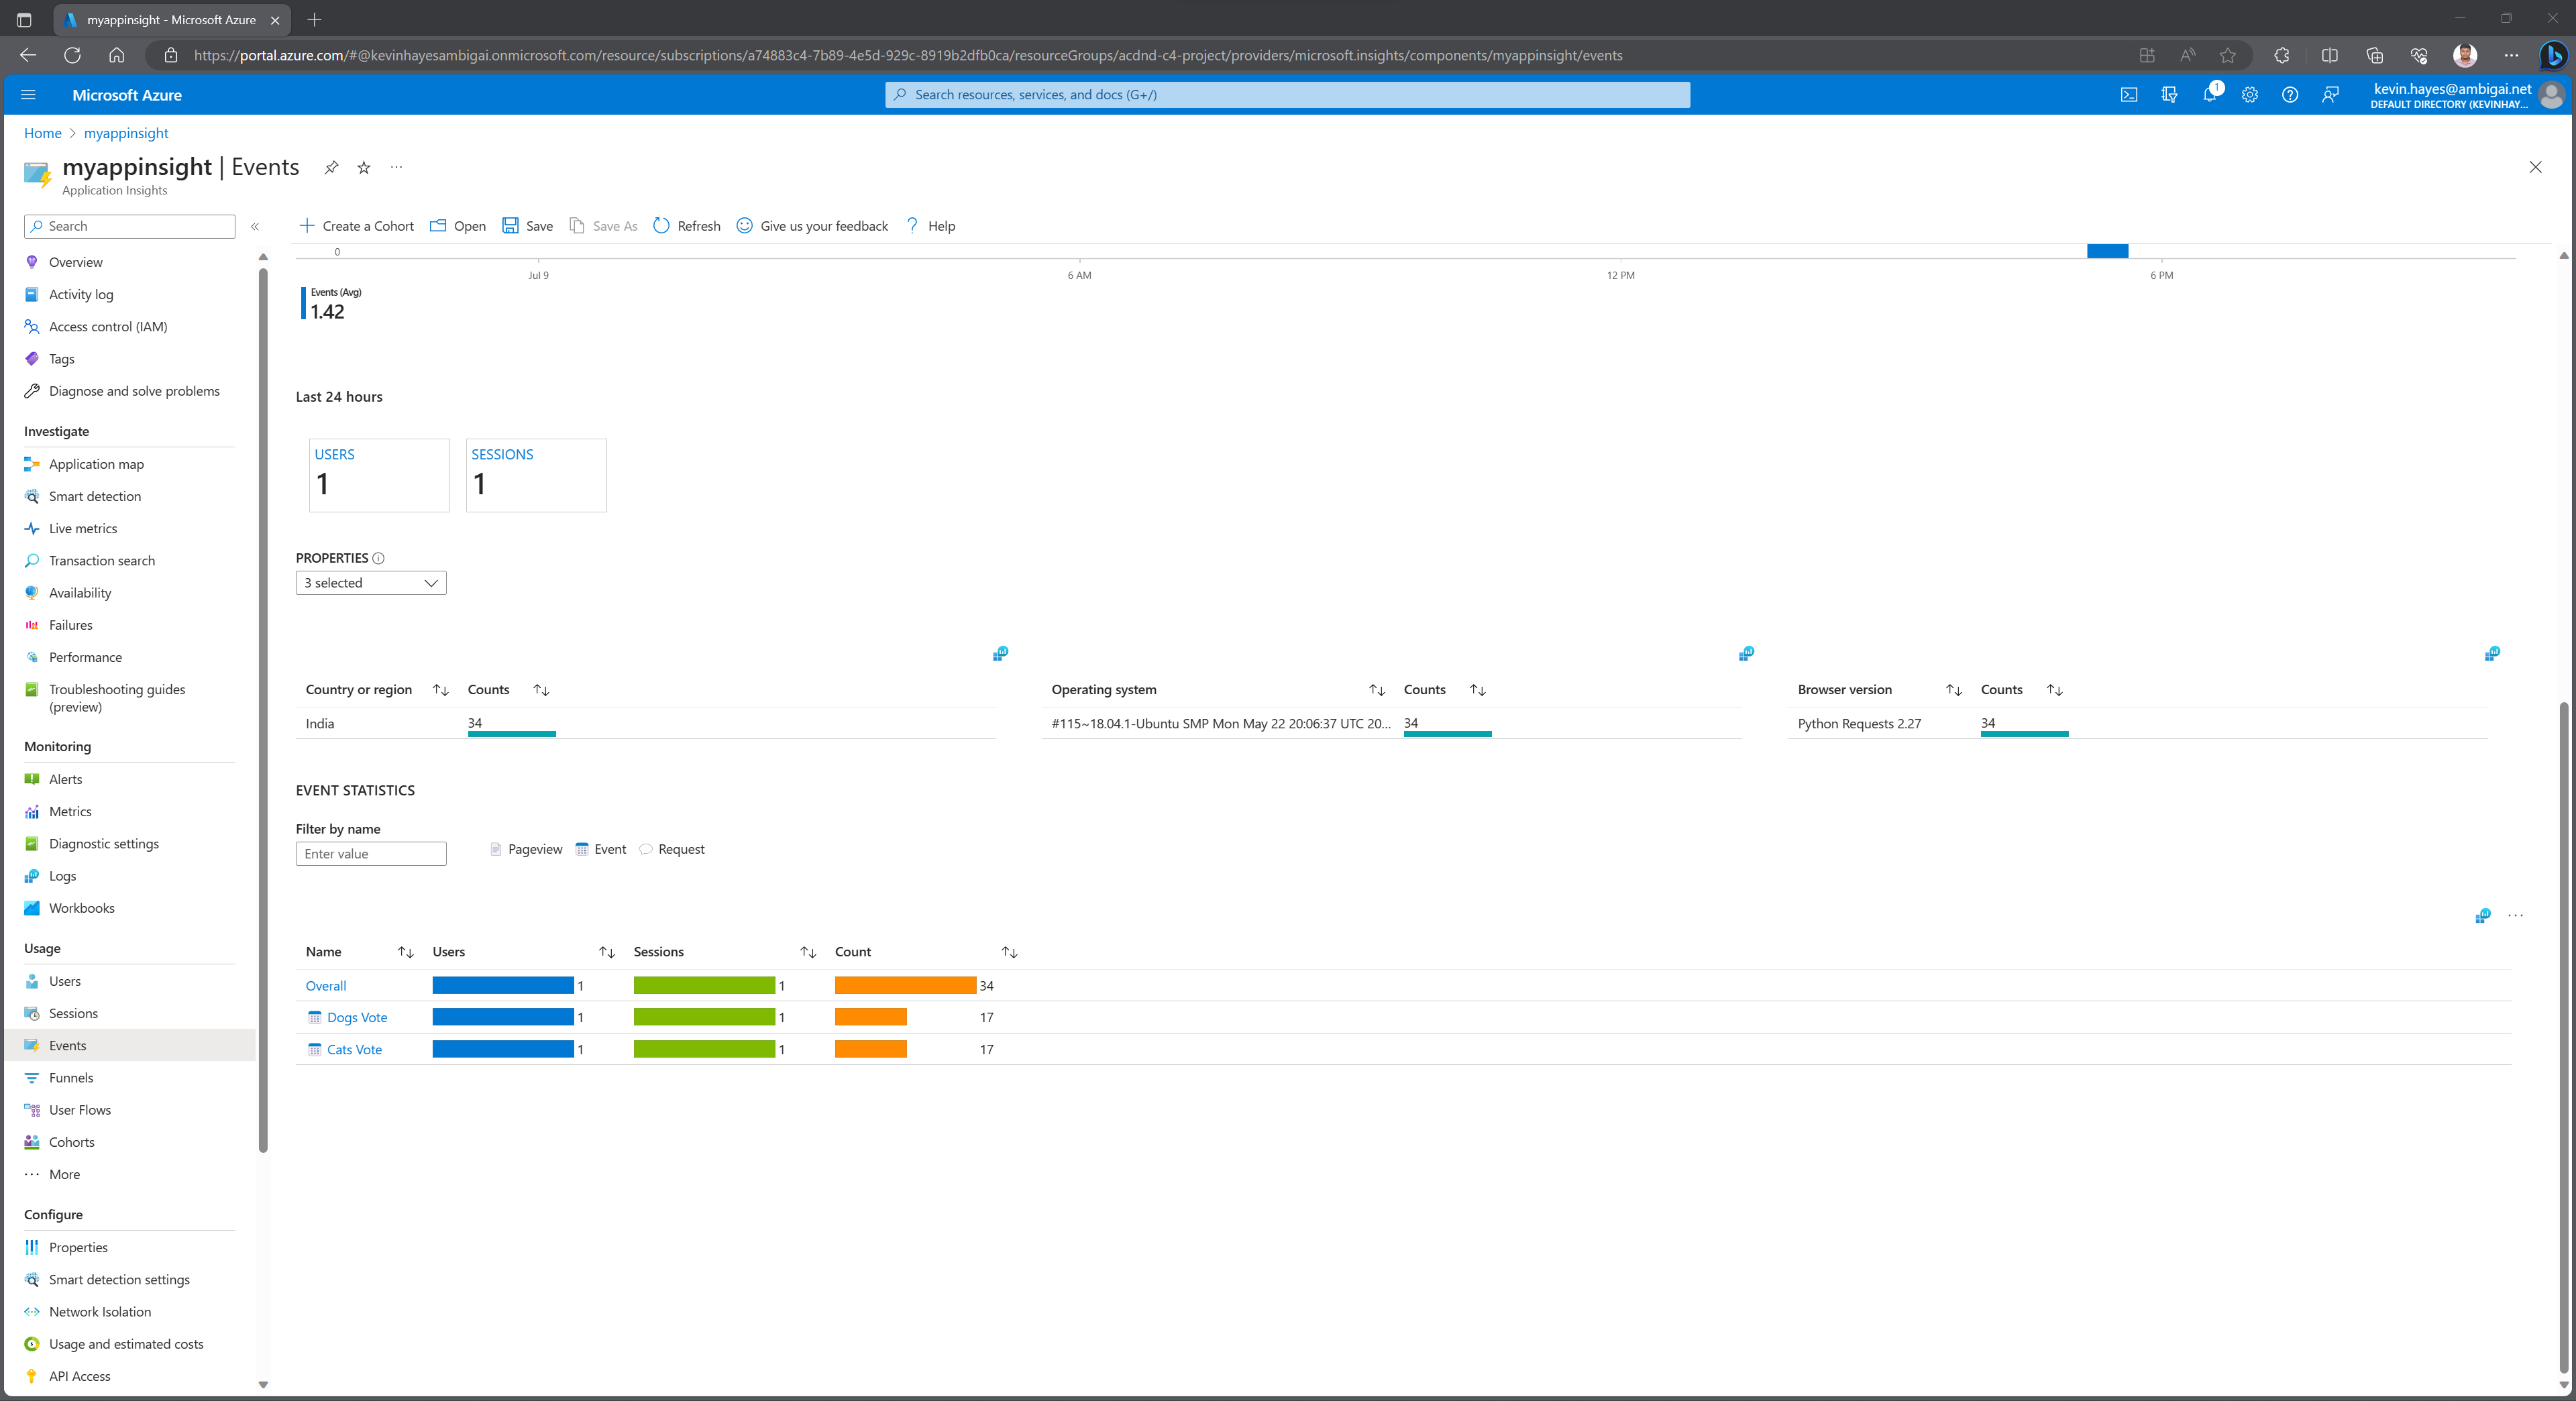 myappinsight - Microsoft Azure
https://portal.azure.com/#@kevinhayesambigai.onmicrosoft.com/resource/subscriptions/a74883c4-7b89-4e5d-929c-8919b2dfb0ca/resourceGroups/acdnd-c4-project/providers/microsoft.insights/components/myappinsight/events
Microsoft Azure
Search resources, services, and docs (G+/)
1
kevin.hayes@ambigai.net
DEFAULT DIRECTORY (KEVINHAY...
Home > myappinsight
myappinsight | Events
Application Insights
Search
Overview
Activity log
Access control (IAM)
Tags
Diagnose and solve problems
Investigate
Application map
Smart detection
Live metrics
Transaction search
Availability
Failures
Performance
Troubleshooting guides
(preview)
Monitoring
Alerts
Metrics
Diagnostic settings
Logs
Workbooks
Usage
Users
Sessions
Events
Funnels
User Flows
Cohorts
More
Configure
Properties
Smart detection settings
Network Isolation
Usage and estimated costs
API Access
Create a Cohort Open Save Save As Refresh Give us your feedback Help
0
Jul 9 6 AM 12 PM 6 PM
Events (Avg)
1.42
Last 24 hours
USERS SESSIONS
1 1
PROPERTIES
3 selected
Country or region Counts Operating system Counts Browser version Counts
India 34 #115~18.04.1-Ubuntu SMP Mon May 22 20:06:37 UTC 20... 34 Python Requests 2.27 34
EVENT STATISTICS
Filter by name
Enter value
Pageview Event Request
Name Users Sessions Count
Overall 1 1 34
Dogs Vote 1 1 17
Cats Vote 1 1 17